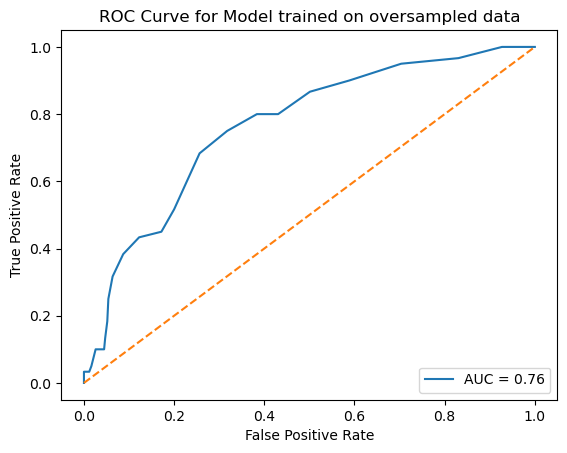 ROC Curve for Model trained on oversampled data
True Positive Rate
1.0
0.8
0.6
0.4
0.2
0.0
0.0 0.2 0.4 0.6 0.8 1.0
False Positive Rate
AUC = 0.76